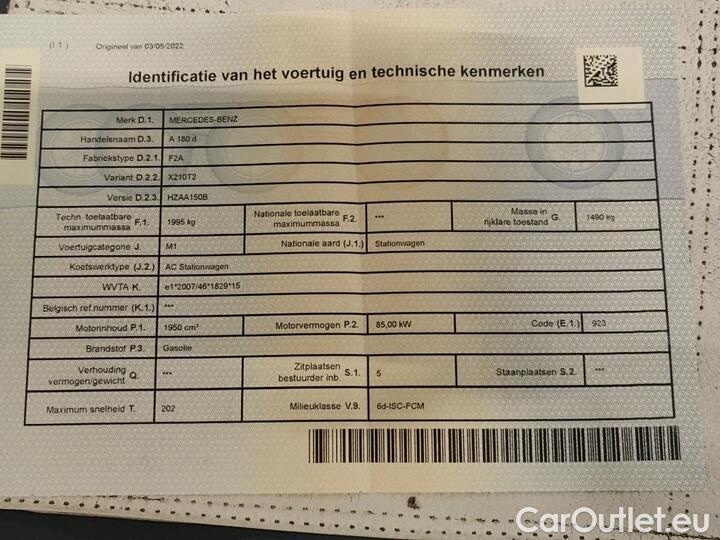 (I.1.) Origineel van 03/05/2022
Identificatie van het voertuig en technische kenmerken
Merk D.1. MERCEDES-BENZ
Handelsnaam D.3. A 180 d
Fabriekstype D.2.1. F2A
Variant D.2.2. X210T2
Versie D.2.3. HZAA150B
Techn. toelaatbare maximummassa F.1. 1995 kg Nationale toelaatbare maximummassa F.2. *** Massa in rijklare toestand G. 1490 kg
Voertuigcategorie J. M1 Nationale aard (J.1.) Stationwagen
Koetswerktype (J.2.) AC Stationwagen
WVTA K. e1*2007/46*1829*15
Belgisch ref.nummer (K.1.) ***
Motorinhoud P.1. 1950 cm³ Motorvermogen P.2. 85,00 kW Code (E.1.) 923
Brandstof P.3. Gasolie
Verhouding vermogen/gewicht Q. *** Zitplaatsen bestuurder inb. S.1. 5 Staanplaatsen S.2. ***
Maximum snelheid T. 202 Milieuklasse V.9. 6d-ISC-FCM
CarOutlet.eu